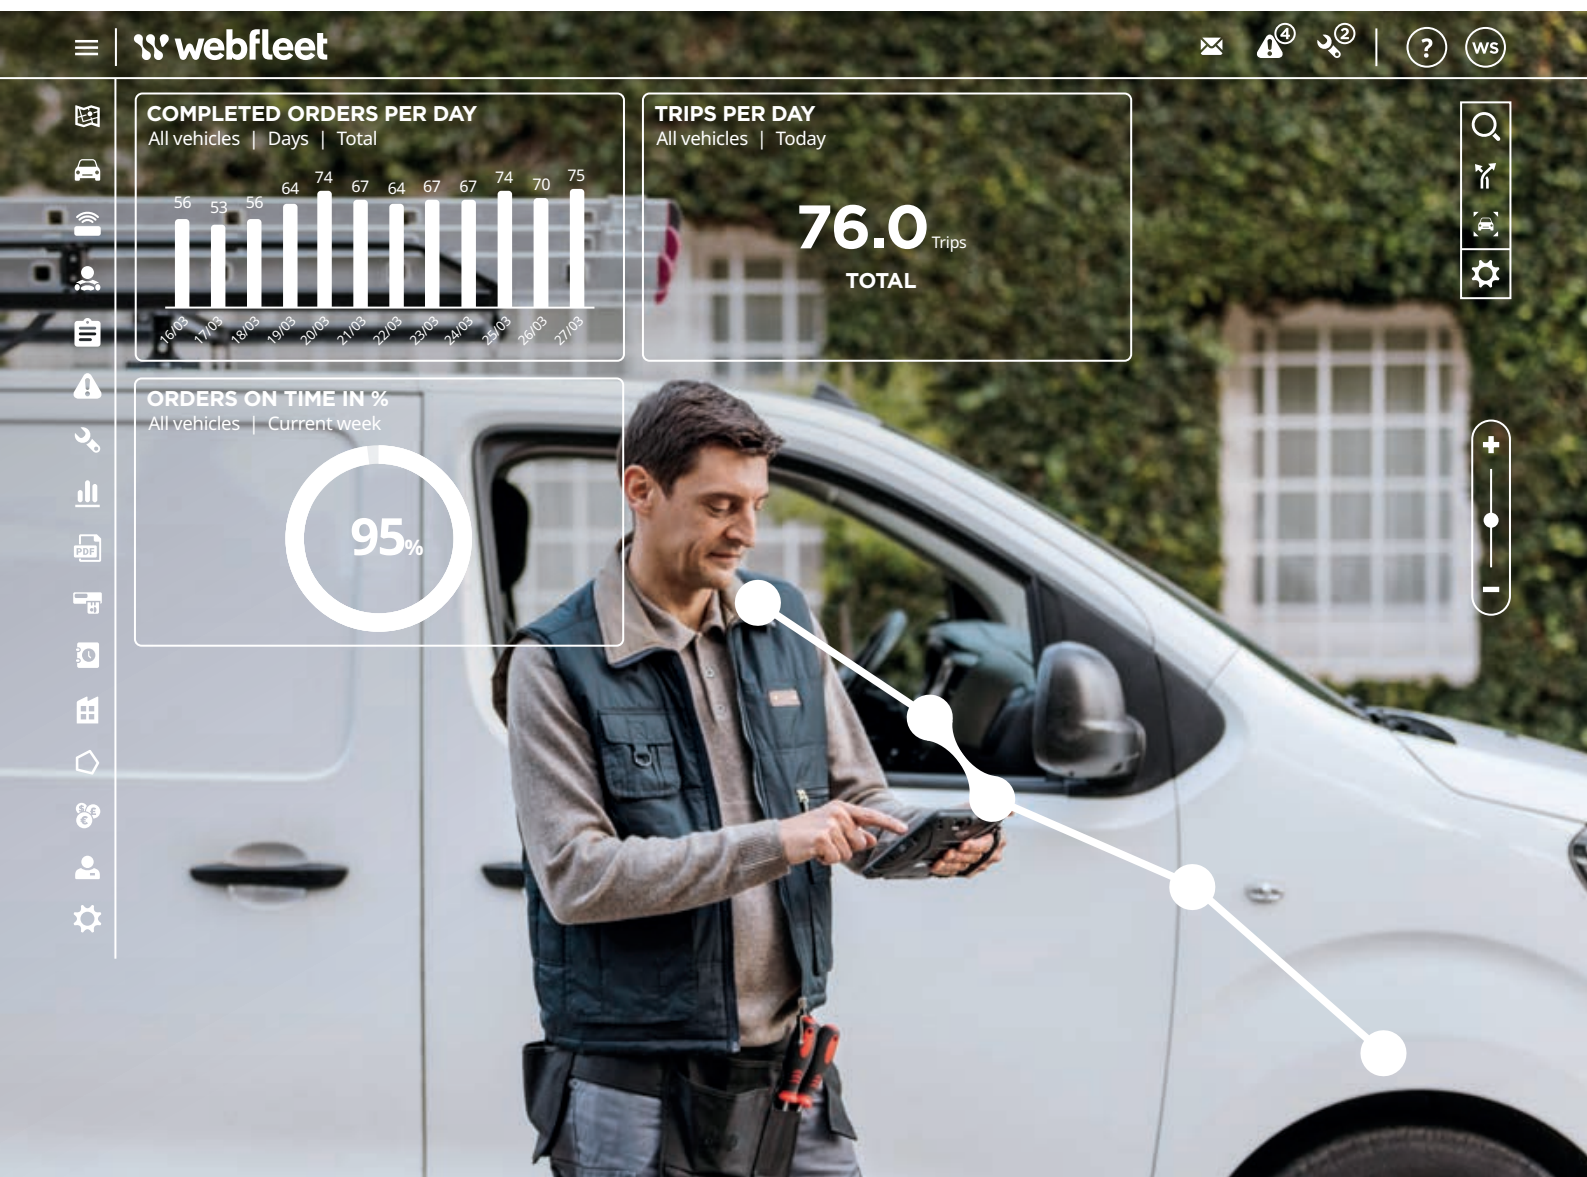 webfleet
4
2
?
WS
COMPLETED ORDERS PER DAY
All vehicles | Days | Total
56 53 56 64 74 67 64 67 67 74 70 75
16/03 17/03 18/03 19/03 20/03 21/03 22/03 23/03 24/03 25/03 26/03 27/03
TRIPS PER DAY
All vehicles | Today
76.0 Trips
TOTAL
ORDERS ON TIME IN %
All vehicles | Current week
95%
PDF